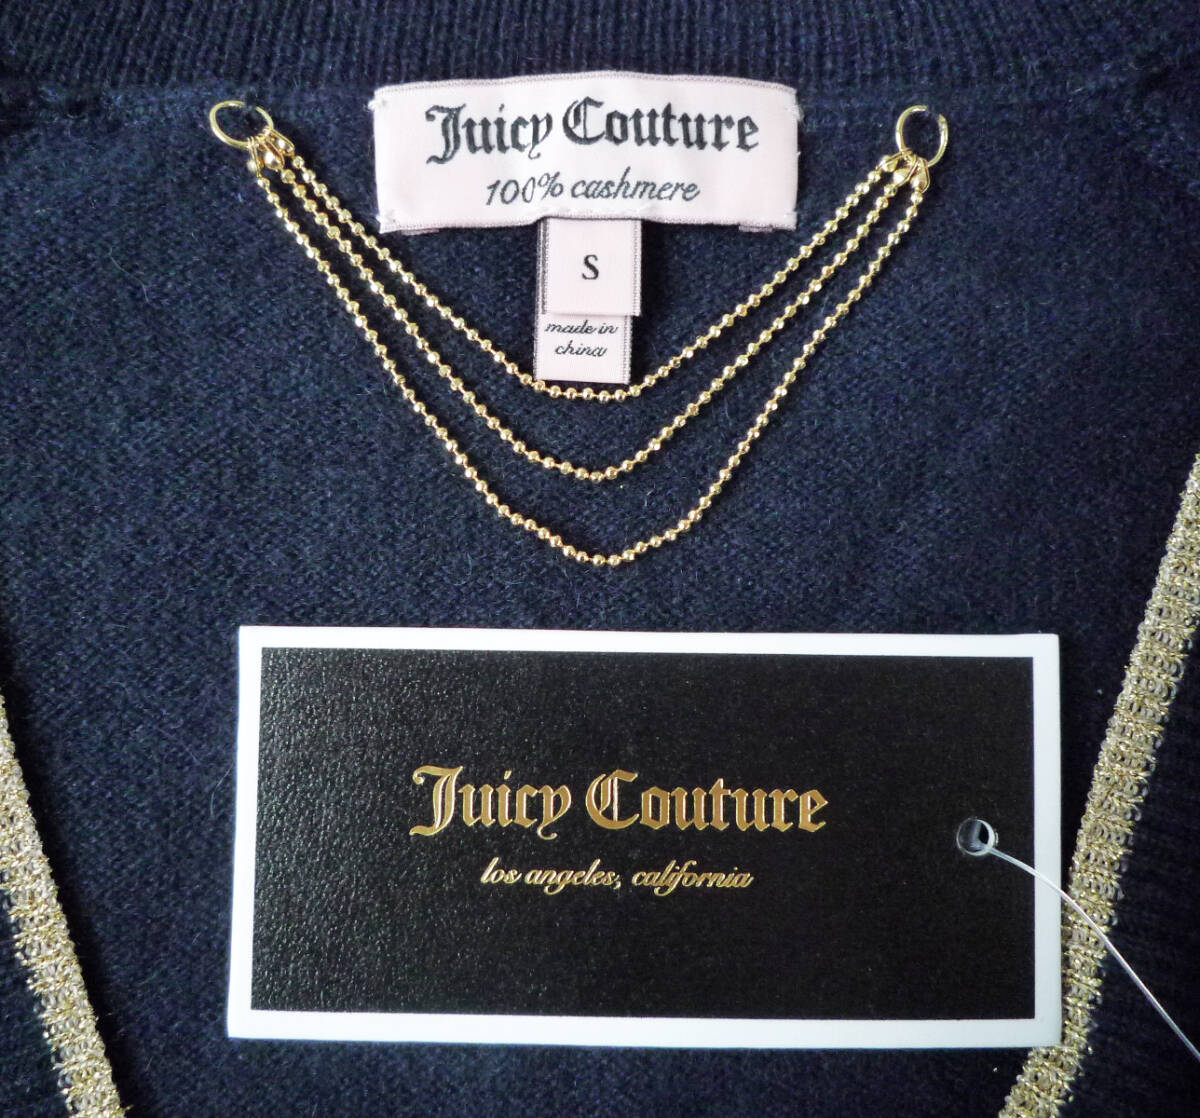 Juicy Couture
100% cashmere
S
made in
china
Juicy Couture
los angeles, california